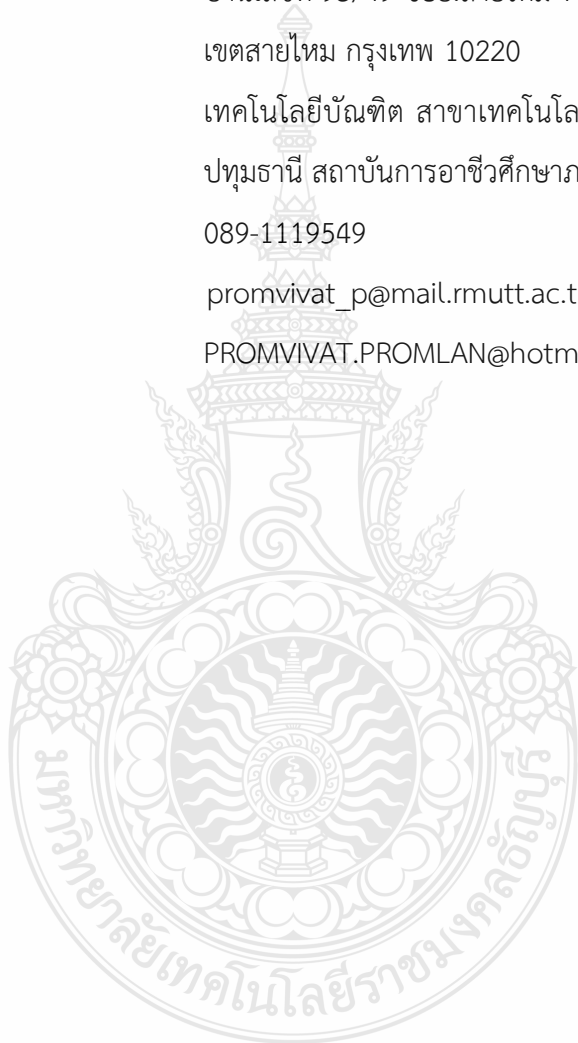 เขตสายไหม กรุงเทพ 10220
เทคโนโลยีบัณฑิต สาขาเทคโนโล
ปทุมธานี สถาบันการอาชีวศึกษาภ
089-1119549
promvivat_p@mail.rmutt.ac.t
PROMVIVAT.PROMLAN@hotm
มหาวิทยาลัยเทคโนโลยีราชมงคลธัญบุรี